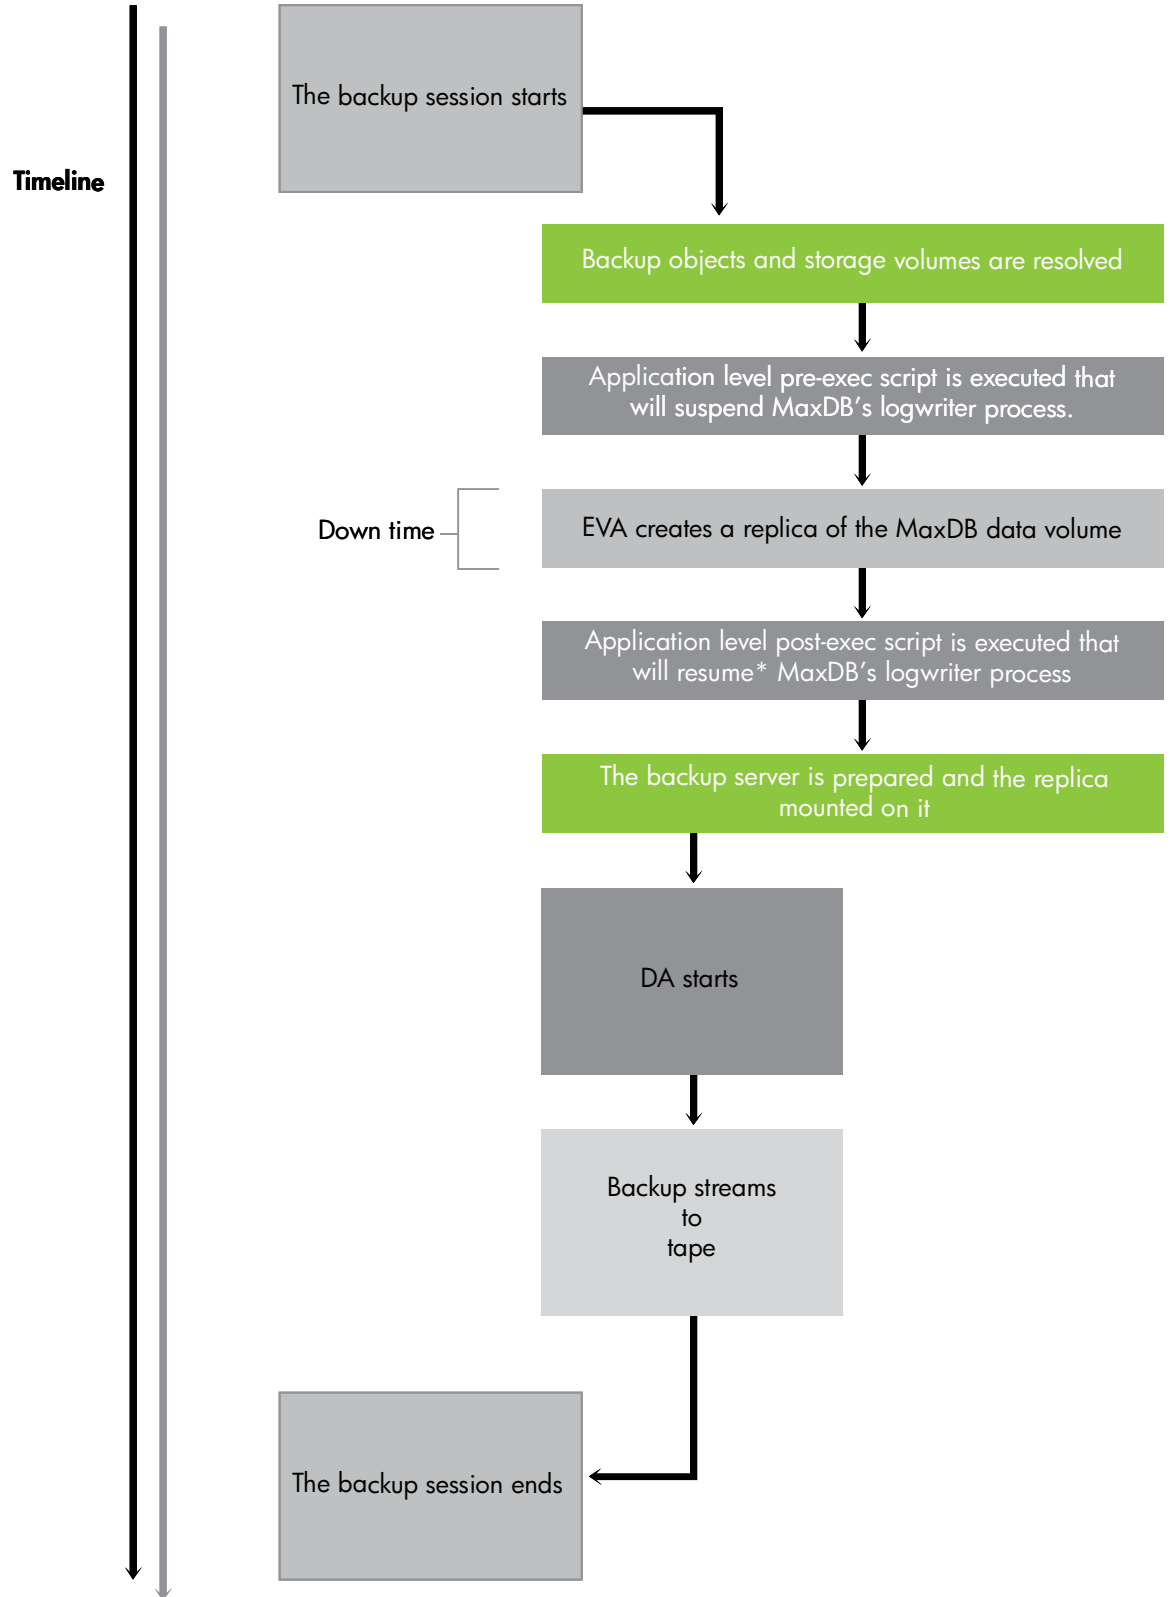 The backup session starts
Timeline
Backup objects and storage volumes are resolved
Application level pre-exec script is executed that
will suspend MaxDB's logwriter process.
Down time
EVA creates a replica of the MaxDB data volume
Application level post-exec script is executed that
will resume* MaxDB's logwriter process
The backup server is prepared and the replica
mounted on it
DA starts
Backup streams
to
tape
The backup session ends